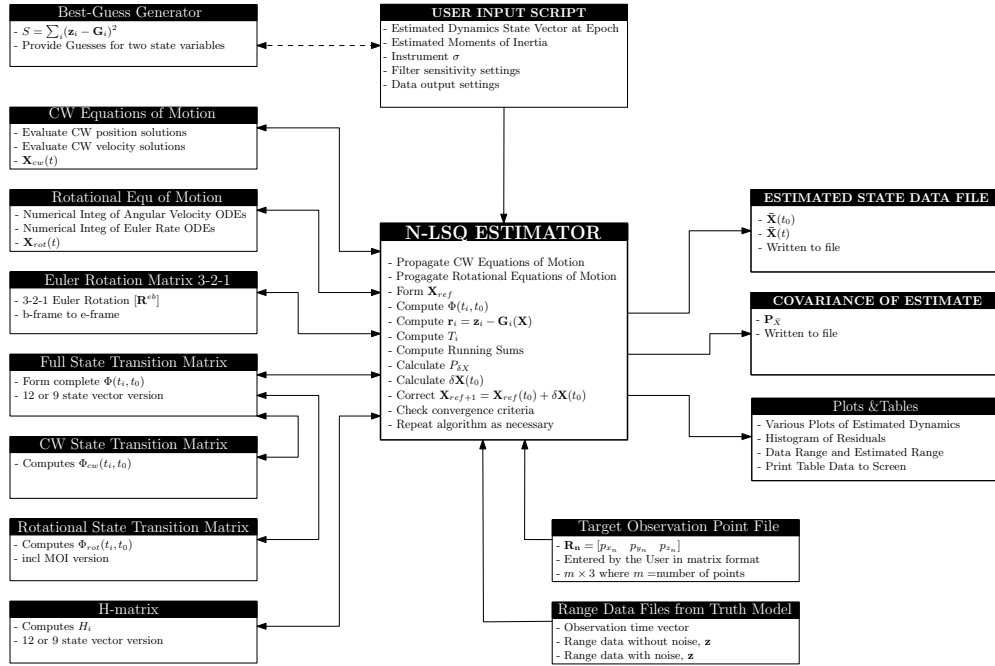 Best-Guess Generator
- S = ∑ᵢ(𝐳ᵢ − 𝐆ᵢ)²
- Provide Guesses for two state variables
USER INPUT SCRIPT
- Estimated Dynamics State Vector at Epoch
- Estimated Moments of Inertia
- Instrument σ
- Filter sensitivity settings
- Data output settings
CW Equations of Motion
- Evaluate CW position solutions
- Evaluate CW velocity solutions
- X_cw(t)
Rotational Equ of Motion
- Numerical Integ of Angular Velocity ODEs
- Numerical Integ of Euler Rate ODEs
- X_rot(t)
Euler Rotation Matrix 3-2-1
- 3-2-1 Euler Rotation [R^eb]
- b-frame to e-frame
Full State Transition Matrix
- Form complete Φ(tᵢ, t₀)
- 12 or 9 state vector version
CW State Transition Matrix
- Computes Φ_cw(tᵢ, t₀)
Rotational State Transition Matrix
- Computes Φ_rot(tᵢ, t₀)
- incl MOI version
H-matrix
- Computes Hᵢ
- 12 or 9 state vector version
N-LSQ ESTIMATOR
- Propagate CW Equations of Motion
- Progagate Rotational Equations of Motion
- Form X_ref
- Compute Φ(tᵢ, t₀)
- Compute rᵢ = zᵢ − Gᵢ(X)
- Compute Tᵢ
- Compute Running Sums
- Calculate P_δX
- Calculate δX(t₀)
- Correct X_ref+1 = X_ref(t₀) + δX(t₀)
- Check convergence criteria
- Repeat algorithm as necessary
ESTIMATED STATE DATA FILE
- X̄(t₀)
- X̄(t)
- Written to file
COVARIANCE OF ESTIMATE
- P_x̄
- Written to file
Plots &Tables
- Various Plots of Estimated Dynamics
- Histogram of Residuals
- Data Range and Estimated Range
- Print Table Data to Screen
Target Observation Point File
- Rₙ = [p_xₙ p_yₙ p_zₙ]
- Entered by the User in matrix format
- m × 3 where m =number of points
Range Data Files from Truth Model
- Observation time vector
- Range data without noise, z
- Range data with noise, z